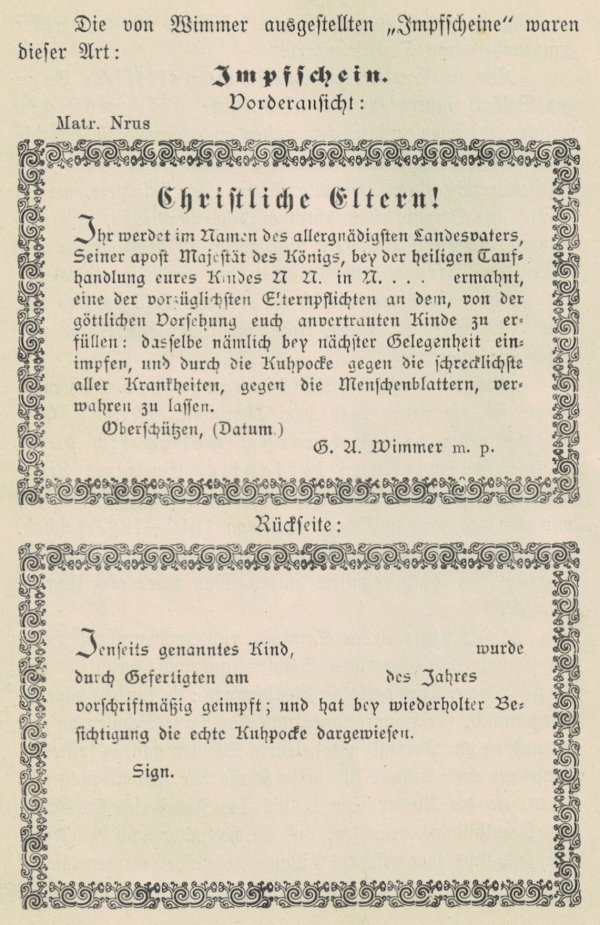 Die von Wimmer ausgestellten „Impfscheine“ waren
dieser Art:
Impfschein.
Vorderansicht:
Matr. Nrus
Christliche Eltern!
Ihr werdet im Namen des allergnädigsten Landesvaters,
Seiner apost Majestät des Königs, bey der heiligen Tauf-
handlung eures Kindes N N. in N. . . . ermahnt,
eine der vorzüglichsten Elternpflichten an dem, von der
göttlichen Vorsehung euch anvertrauten Kinde zu er-
füllen: dasselbe nämlich bey nächster Gelegenheit ein-
impfen, und durch die Kuhpocke gegen die schrecklichste
aller Krankheiten, gegen die Menschenblattern, ver-
wahren zu lassen.
Oberschützen, (Datum.)
G. A. Wimmer m. p.
Rückseite:
Jenseits genanntes Kind, wurde
durch Gefertigten am des Jahres
vorschriftmäßig geimpft; und hat bey wiederholter Be-
sichtigung die echte Kuhpocke dargewiesen.
Sign.